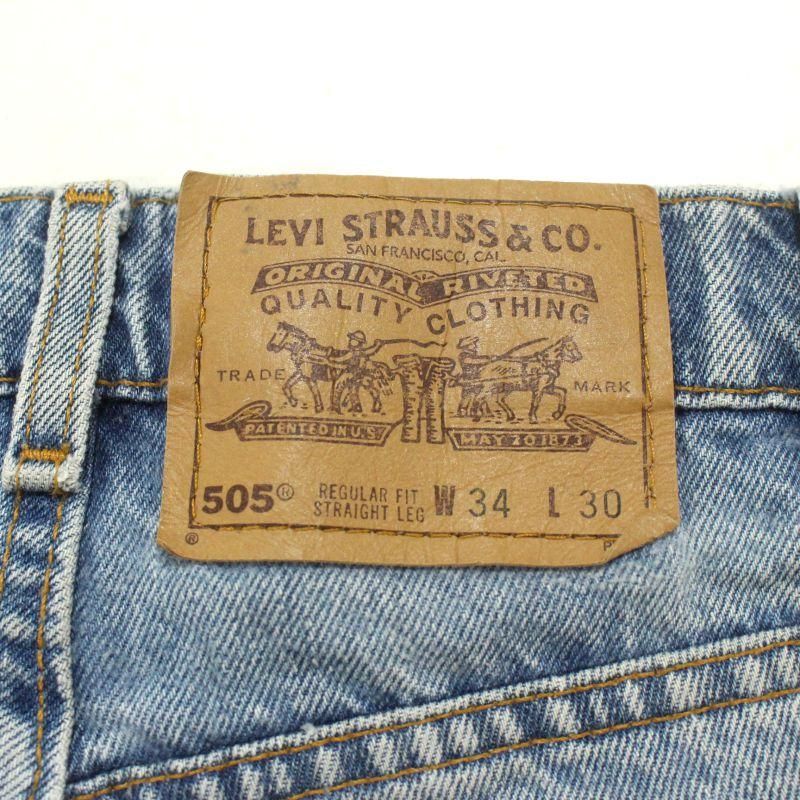 LEVI STRAUSS & CO.
SAN FRANCISCO, CAL.
ORIGINAL RIVETED
QUALITY CLOTHING
TRADE MARK
PATENTED IN U.S. MAY 20 1873
505® REGULAR FIT W 34 L 30
STRAIGHT LEG
® P